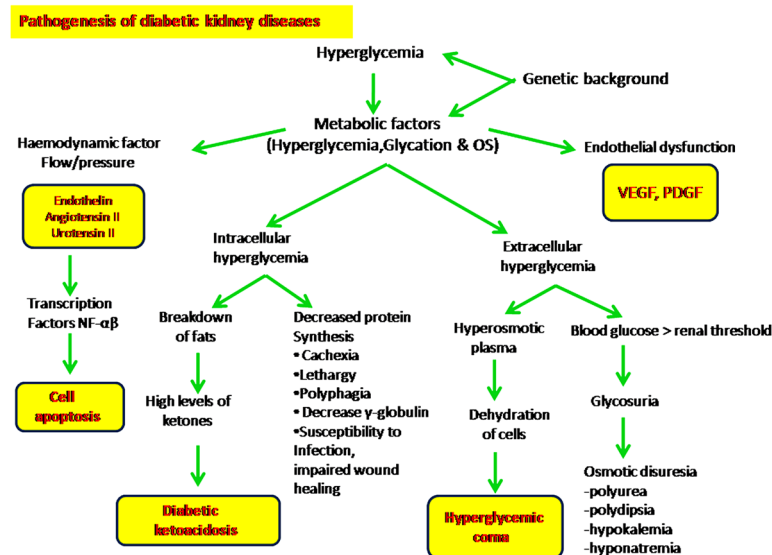 Pathogenesis of diabetic kidney diseases
Hyperglycemia
Genetic background
Metabolic factors
(Hyperglycemia,Glycation & OS)
Haemodynamic factor
Flow/pressure
Endothelial dysfunction
Endothelin
Angiotensin II
Urotensin II
VEGF, PDGF
Intracellular
hyperglycemia
Extracellular
hyperglycemia
Transcription
Factors NF-αβ
Breakdown
of fats
Decreased protein
Synthesis
• Cachexia
•Lethargy
•Polyphagia
• Decrease γ-globulin
•Susceptibility to
Infection,
impaired wound
healing
Hyperosmotic
plasma
Blood glucose > renal threshold
Cell
apoptosis
High levels of
ketones
Dehydration
of cells
Glycosuria
Diabetic
ketoacidosis
Hyperglycemic
coma
Osmotic disuresia
-polyurea
-polydipsia
-hypokalemia
-hyponatremia